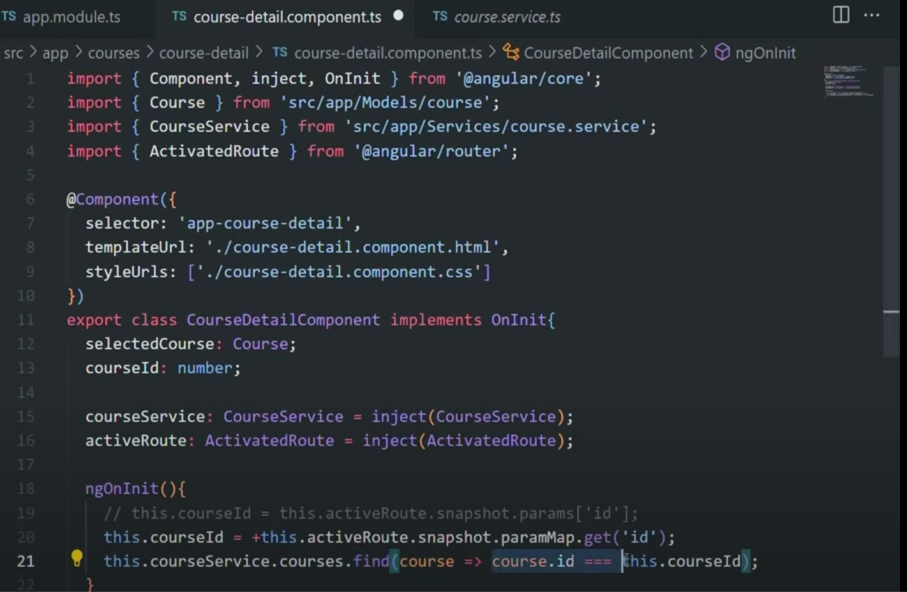 TS app.module.ts TS course-detail.component.ts ● TS course.service.ts ...
src > app > courses > course-detail > TS course-detail.component.ts > CourseDetailComponent > ngOnInit
1 import { Component, inject, OnInit } from '@angular/core';
2 import { Course } from 'src/app/Models/course';
3 import { CourseService } from 'src/app/Services/course.service';
4 import { ActivatedRoute } from '@angular/router';
5
6 @Component({
7 selector: 'app-course-detail',
8 templateUrl: './course-detail.component.html',
9 styleUrls: ['./course-detail.component.css']
10 })
11 export class CourseDetailComponent implements OnInit{
12 selectedCourse: Course;
13 courseId: number;
14
15 courseService: CourseService = inject(CourseService);
16 activeRoute: ActivatedRoute = inject(ActivatedRoute);
17
18 ngOnInit(){
19 // this.courseId = this.activeRoute.snapshot.params['id'];
20 this.courseId = +this.activeRoute.snapshot.paramMap.get('id');
21 this.courseService.courses.find(course => course.id === this.courseId);
22 }